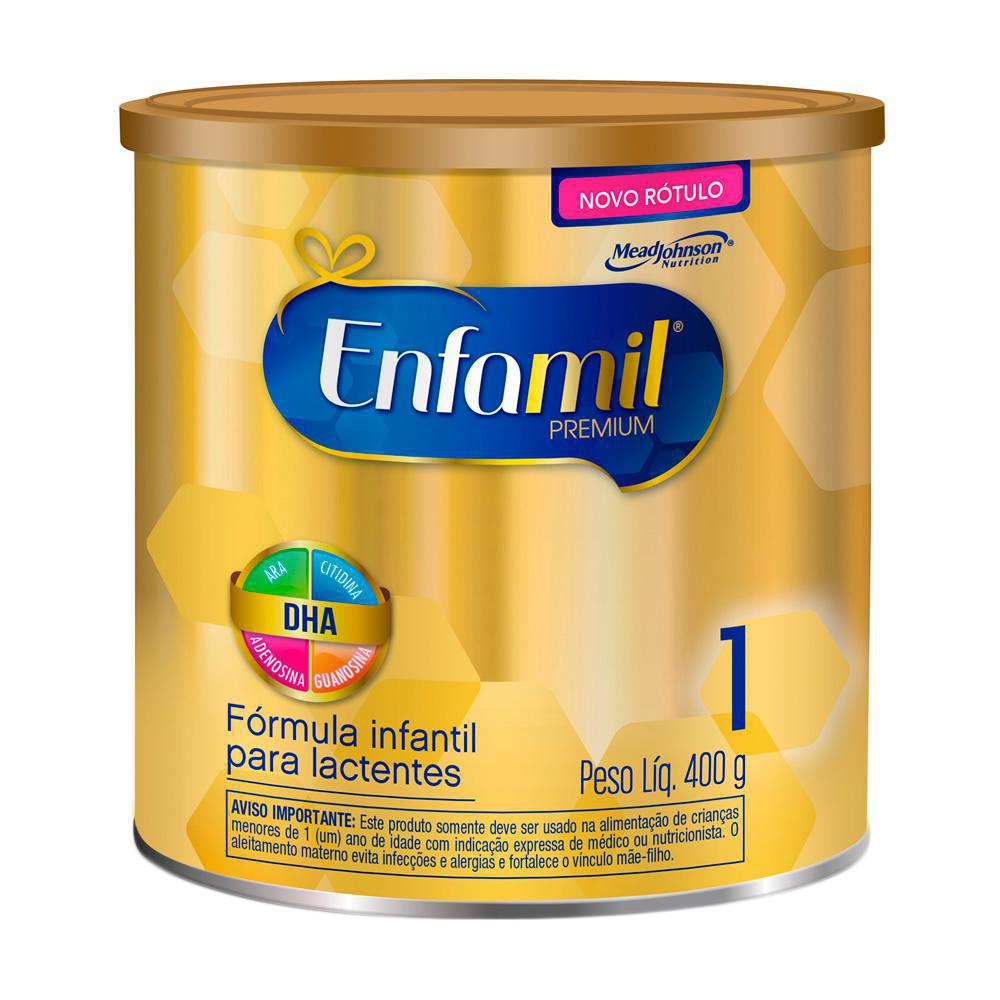 NOVO RÓTULO
MeadJohnson®
Nutrition
Enfamil®
PREMIUM
ARA
CITIDINA
DHA
ADENOSINA
GUANOSINA
1
Fórmula infantil
para lactentes
Peso Líq. 400 g
AVISO IMPORTANTE: Este produto somente deve ser usado na alimentação de crianças
menores de 1 (um) ano de idade com indicação expressa de médico ou nutricionista. O
aleitamento materno evita infecções e alergias e fortalece o vínculo mãe-filho.